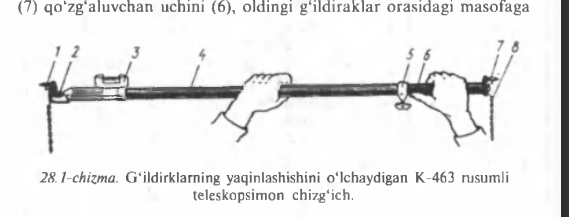 (7) qo‘zg‘aluvchan uchini (6), oldingi g‘ildiraklar orasidagi masofaga
1 2 3 4 5 6 7 8
28.1-chizma. G‘ildirklarning yaqinlashishini o‘lchaydigan K-463 rusumli
teleskopsimon chizg‘ich.